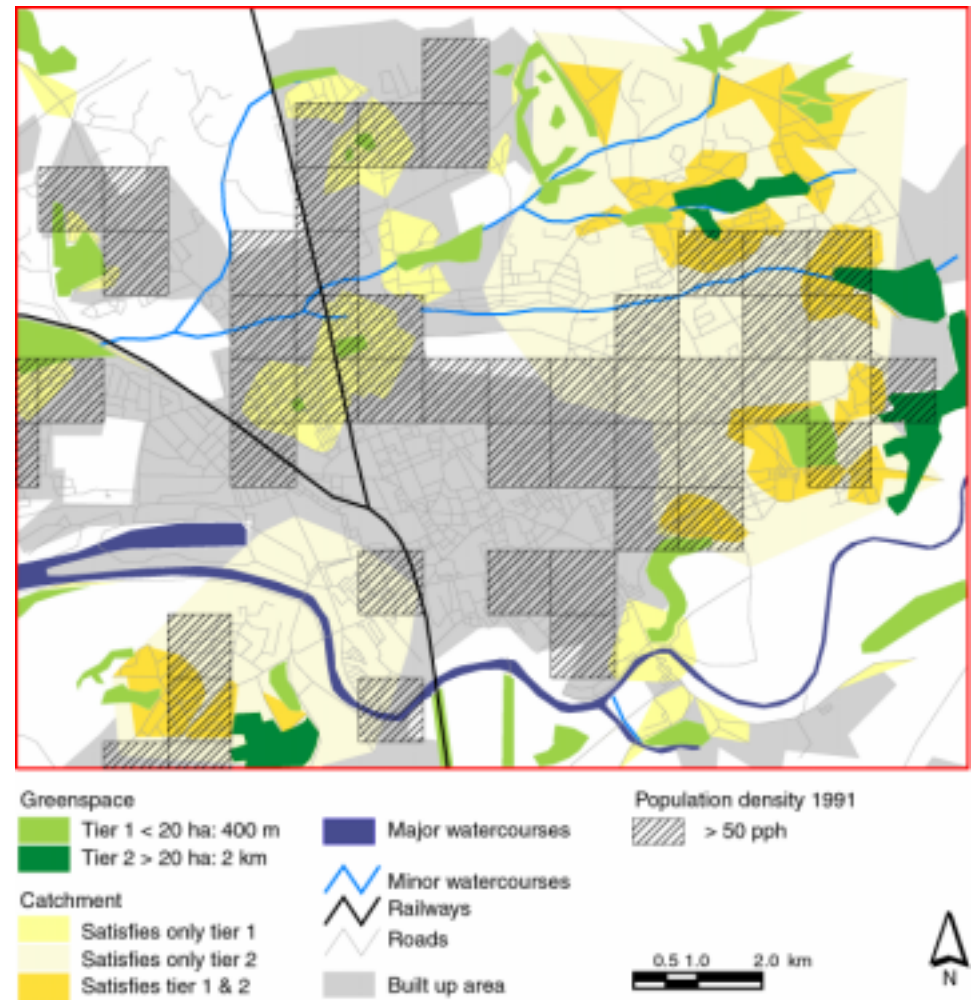 Greenspace
Tier 1 < 20 ha: 400 m
Tier 2 > 20 ha: 2 km
Catchment
Satisfies only tier 1
Satisfies only tier 2
Satisfies tier 1 & 2
Major watercourses
Minor watercourses
Railways
Roads
Built up area
Population density 1991
> 50 pph
0.5 1.0 2.0 km
N